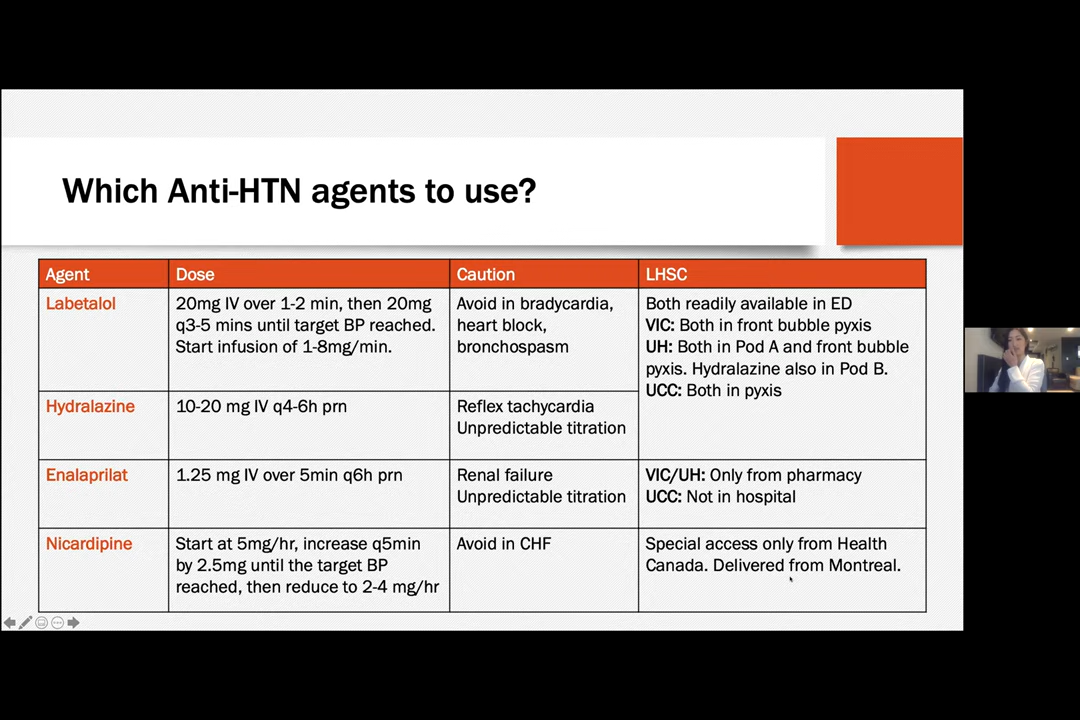 Which Anti-HTN agents to use?
Agent
Dose
Caution
LHSC
Labetalol
20mg IV over 1-2 min, then 20mg
q3-5 mins until target BP reached.
Start infusion of 1-8mg/min.
Avoid in bradycardia,
heart block,
bronchospasm
Both readily available in ED
VIC: Both in front bubble pyxis
UH: Both in Pod A and front bubble
pyxis. Hydralazine also in Pod B.
UCC: Both in pyxis
Hydralazine
10-20 mg IV q4-6h prn
Reflex tachycardia
Unpredictable titration
Enalaprilat
1.25 mg IV over 5min q6h prn
Renal failure
Unpredictable titration
VIC/UH: Only from pharmacy
UCC: Not in hospital
Nicardipine
Start at 5mg/hr, increase q5min
by 2.5mg until the target BP
reached, then reduce to 2-4 mg/hr
Avoid in CHF
Special access only from Health
Canada. Delivered from Montreal.